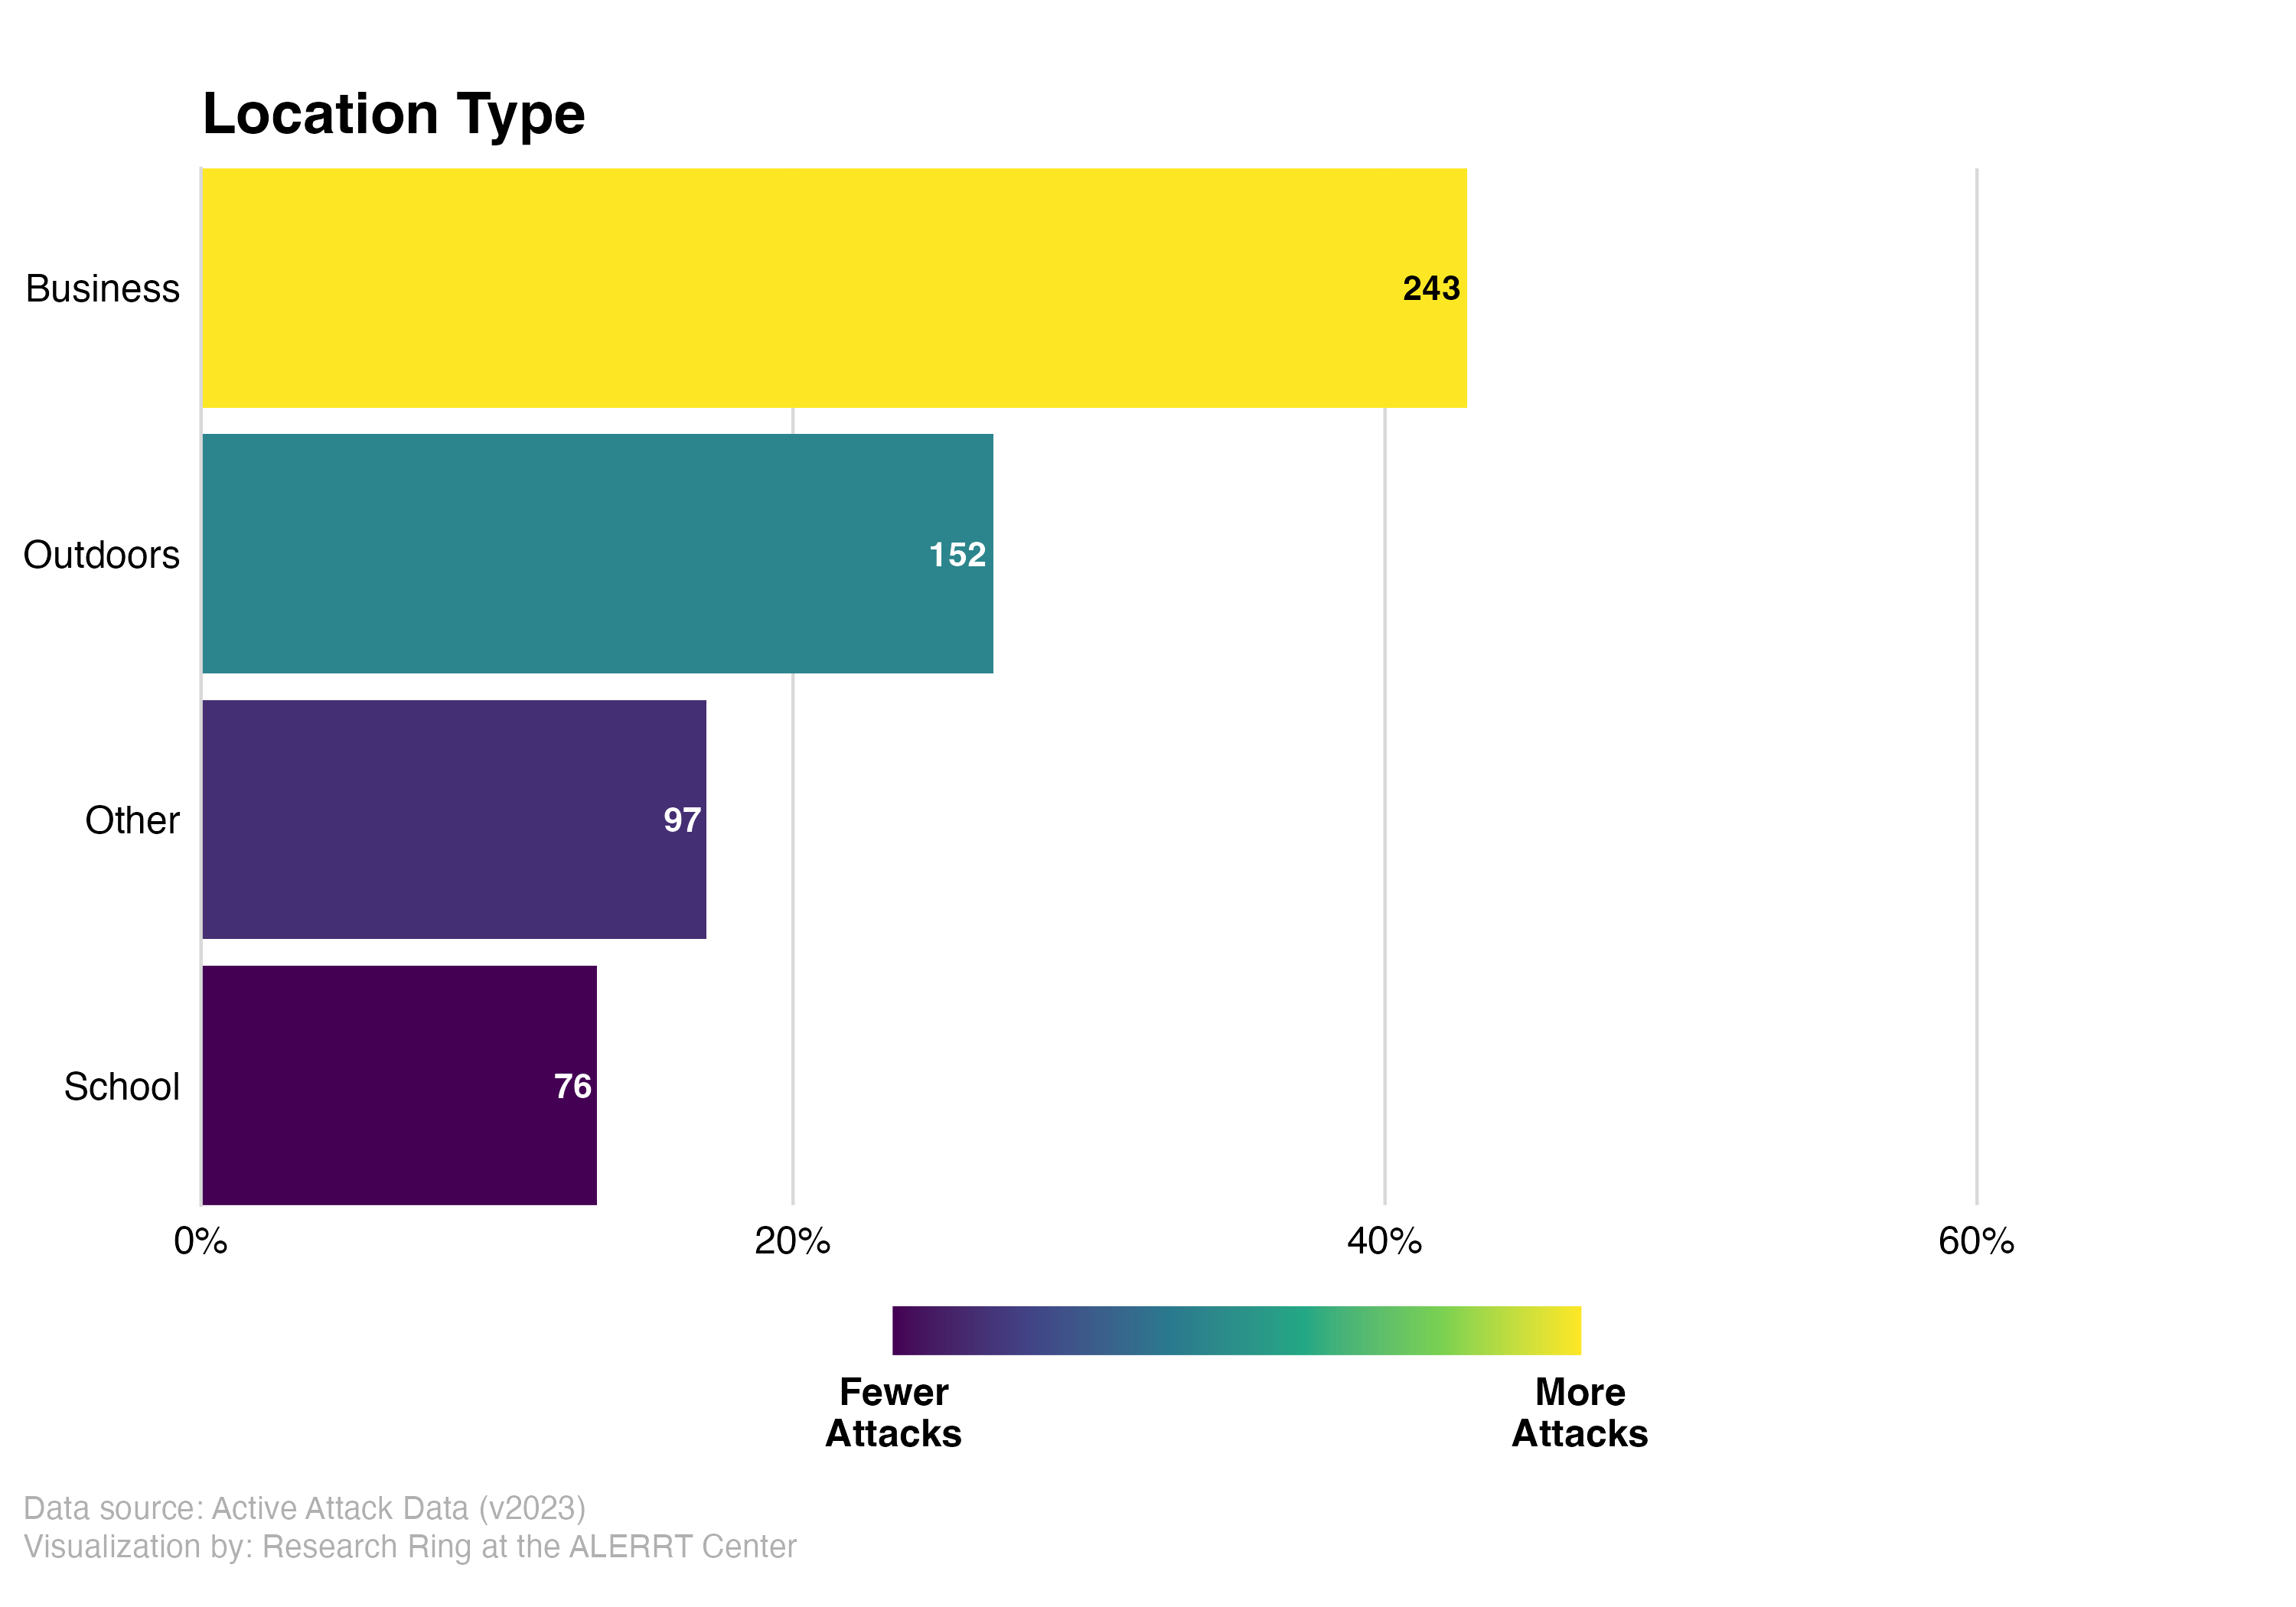 Location Type
Business
243
Outdoors
152
Other
97
School
76
0% 20% 40% 60%
Fewer Attacks
More Attacks
Data source: Active Attack Data (v2023)
Visualization by: Research Ring at the ALERRT Center